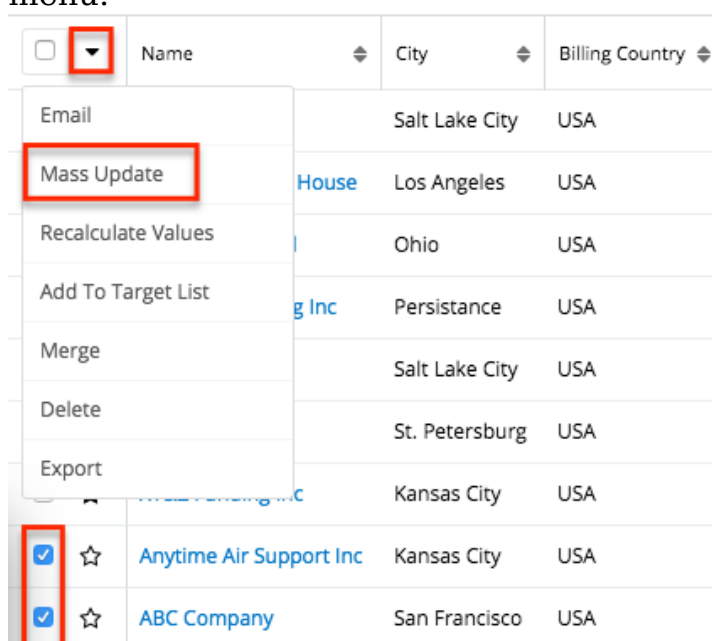 menu.
Name City Billing Country
Email Salt Lake City USA
Mass Update House Los Angeles USA
Recalculate Values Ohio USA
Add To Target List g Inc Persistance USA
Merge Salt Lake City USA
Delete St. Petersburg USA
Export Kansas City USA
Anytime Air Support Inc Kansas City USA
ABC Company San Francisco USA